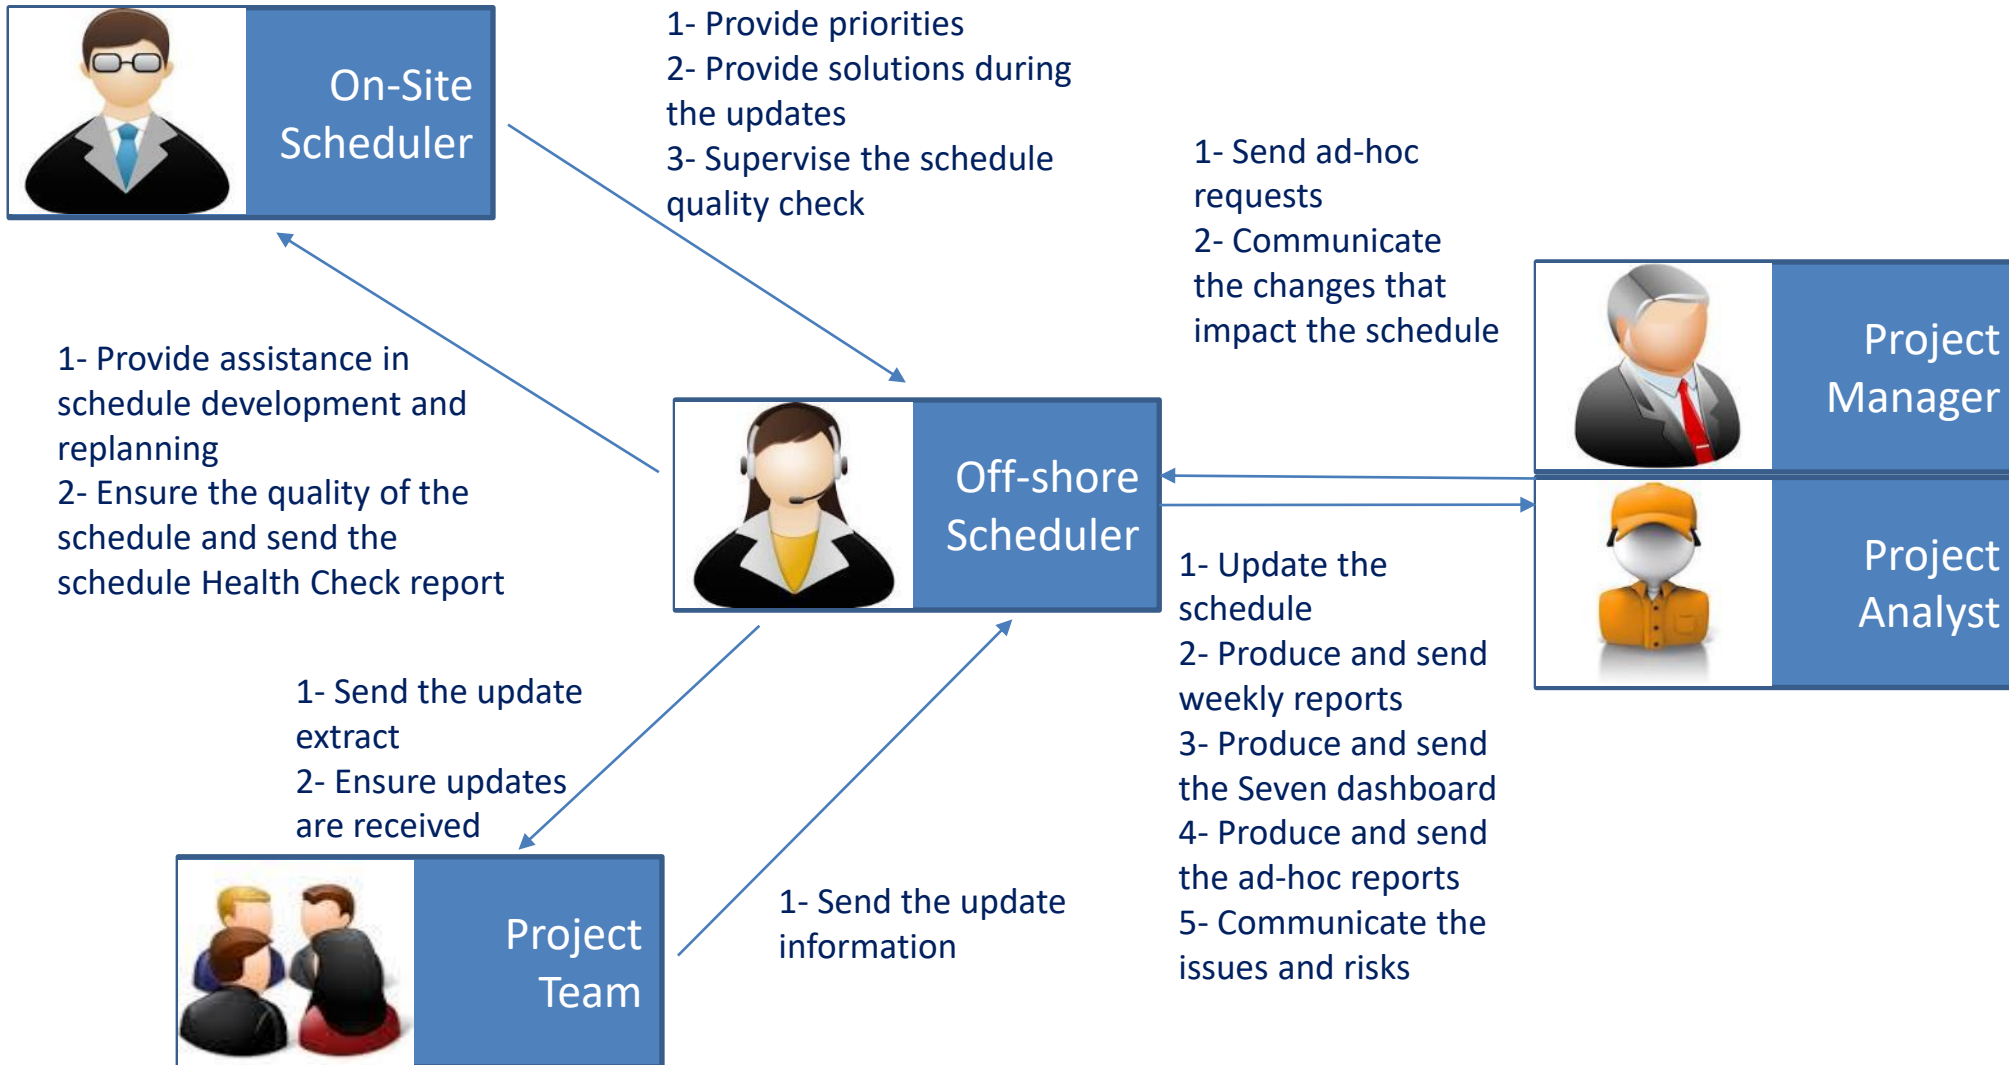 On-Site
Scheduler
1- Provide priorities
2- Provide solutions during
the updates
3- Supervise the schedule
quality check
1- Send ad-hoc
requests
2- Communicate
the changes that
impact the schedule
Project
Manager
1- Provide assistance in
schedule development and
replanning
2- Ensure the quality of the
schedule and send the
schedule Health Check report
Off-shore
Scheduler
Project
Analyst
1- Update the
schedule
2- Produce and send
weekly reports
3- Produce and send
the Seven dashboard
4- Produce and send
the ad-hoc reports
5- Communicate the
issues and risks
1- Send the update
extract
2- Ensure updates
are received
Project
Team
1- Send the update
information